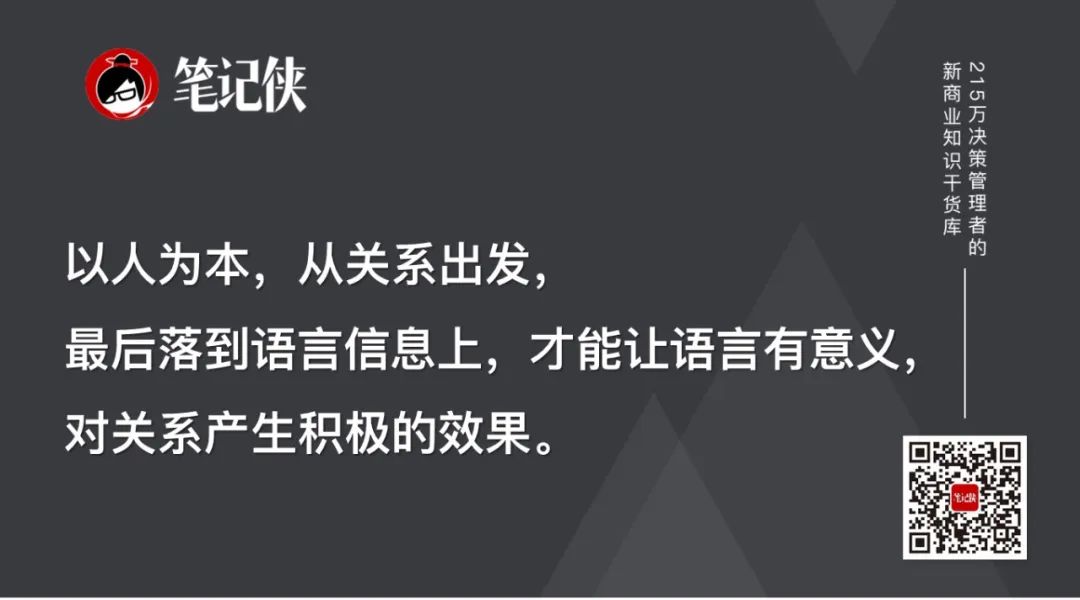 笔记侠
215万决策管理者的
新商业知识干货库
以人为本，从关系出发，
最后落到语言信息上，才能让语言有意义，
对关系产生积极的效果。
笔记侠